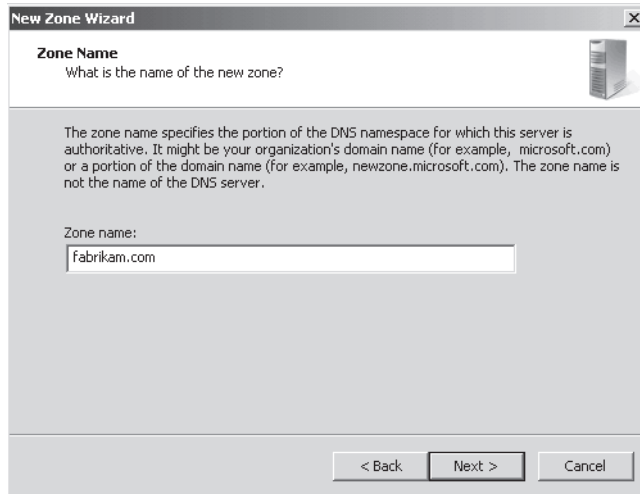 New Zone Wizard
Zone Name
What is the name of the new zone?
The zone name specifies the portion of the DNS namespace for which this server is
authoritative. It might be your organization's domain name (for example, microsoft.com)
or a portion of the domain name (for example, newzone.microsoft.com). The zone name is
not the name of the DNS server.
Zone name:
fabrikam.com
< Back
Next >
Cancel